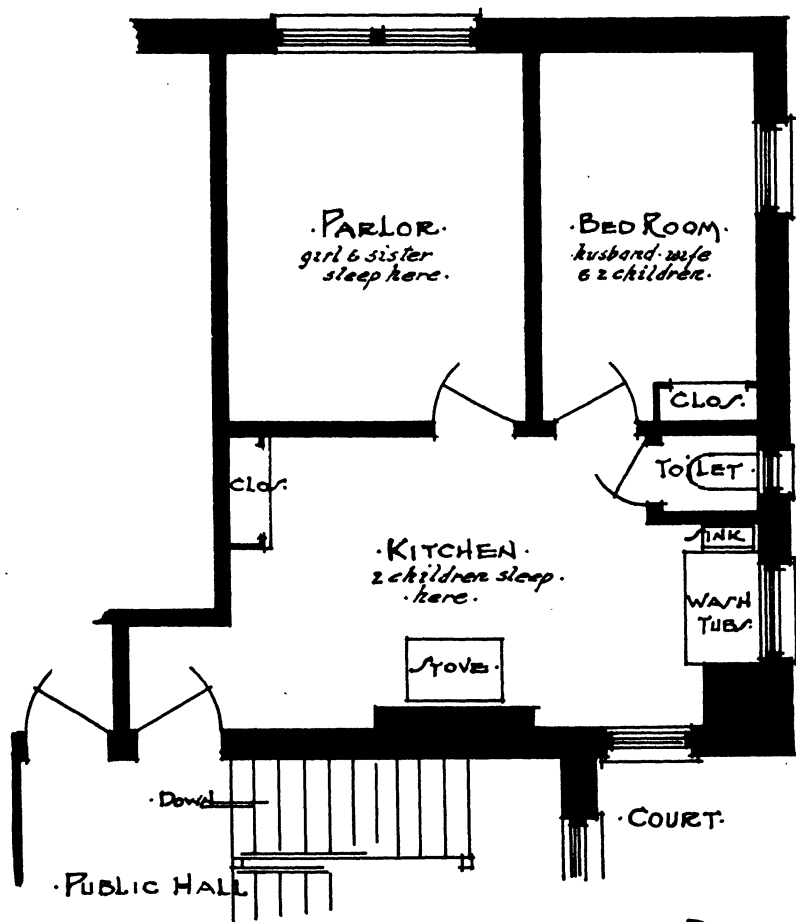 ·PARLOR·
girl & sister
sleep here·
·BED ROOM·
husband·wife
& 2 children·
CLOS·
TOILET·
CLOS·
SINK
·KITCHEN·
2 children sleep·
·here·
WASH
TUBS·
STOVE·
·DOWN
·COURT·
·PUBLIC HALL